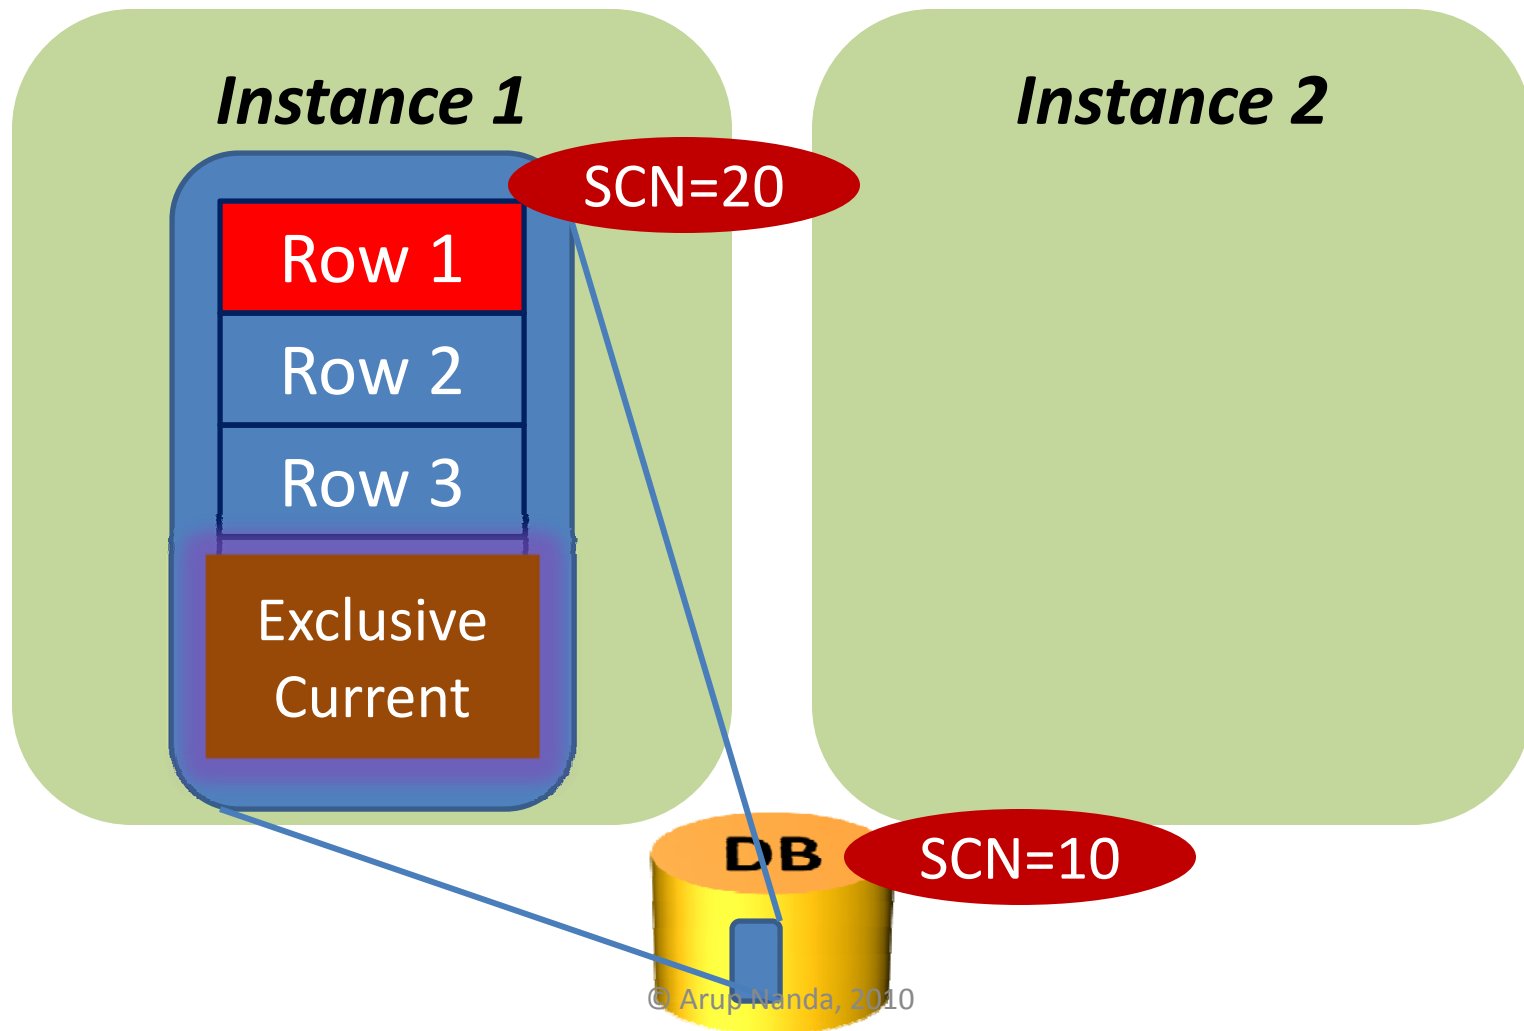 Instance 1
Instance 2
SCN=20
Row 1
Row 2
Row 3
Exclusive
Current
DB
SCN=10
© Arup Nanda, 2010